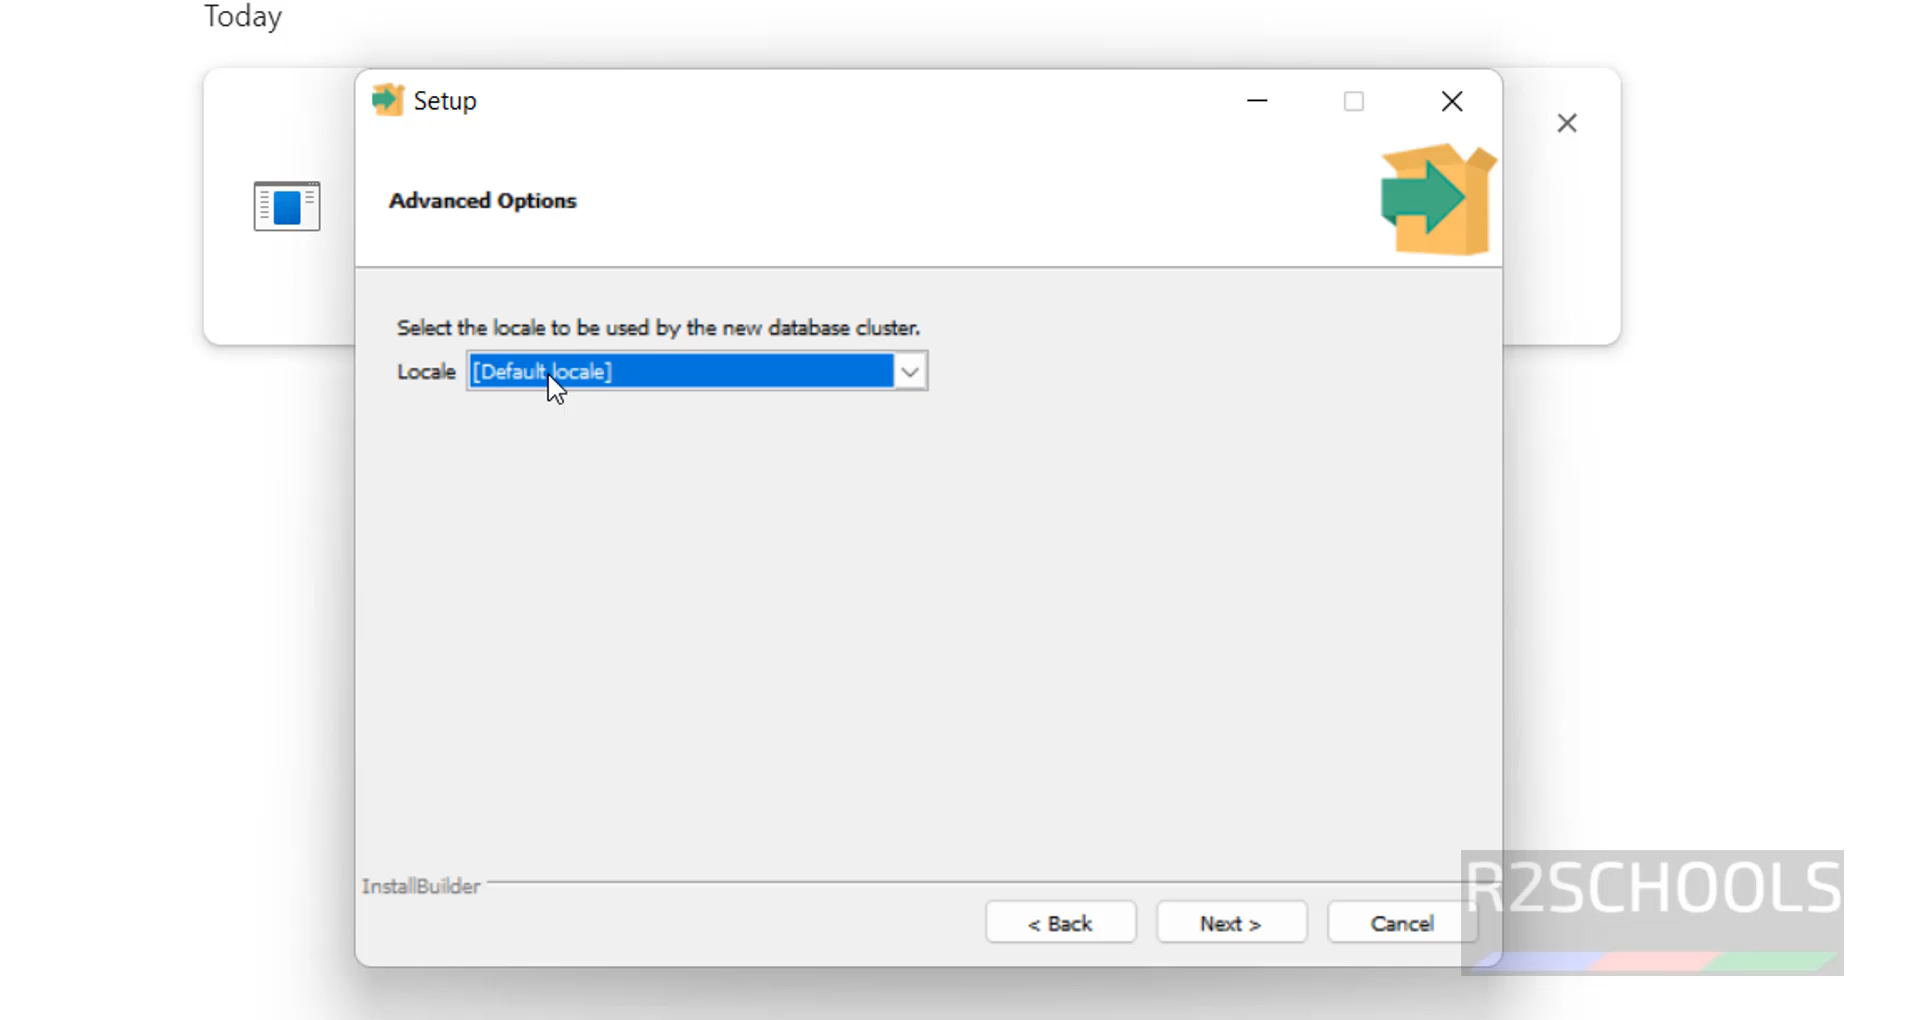 Today
Setup
Advanced Options
Select the locale to be used by the new database cluster.
Locale [Default locale]
InstallBuilder
< Back Next > Cancel
R2SCHOOLS